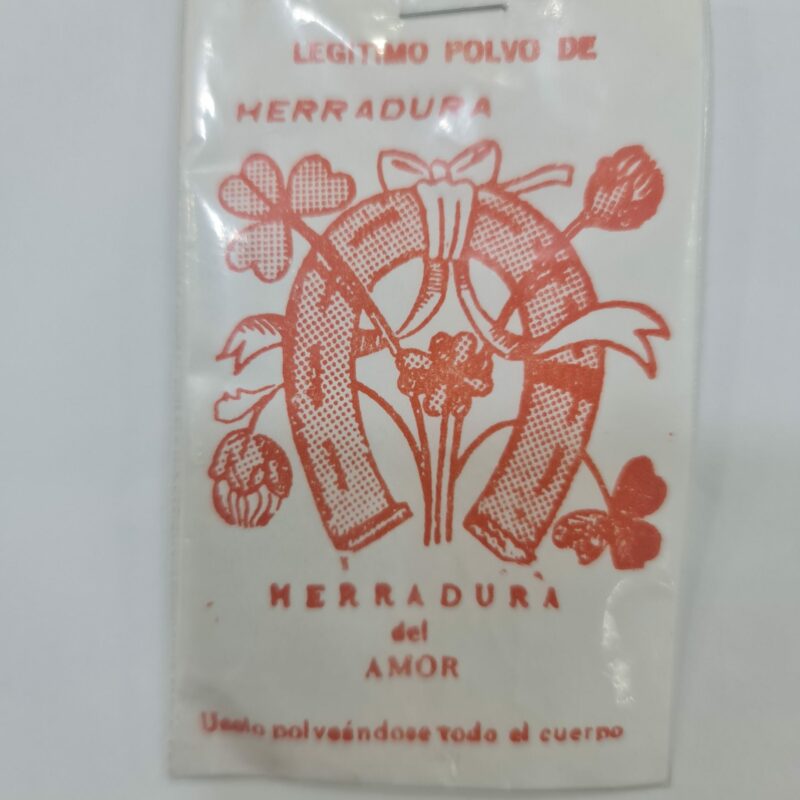 LEGITIMO POLVO DE
HERRADURA
HERRADURA
del
AMOR
Uselo polveándose todo el cuerpo